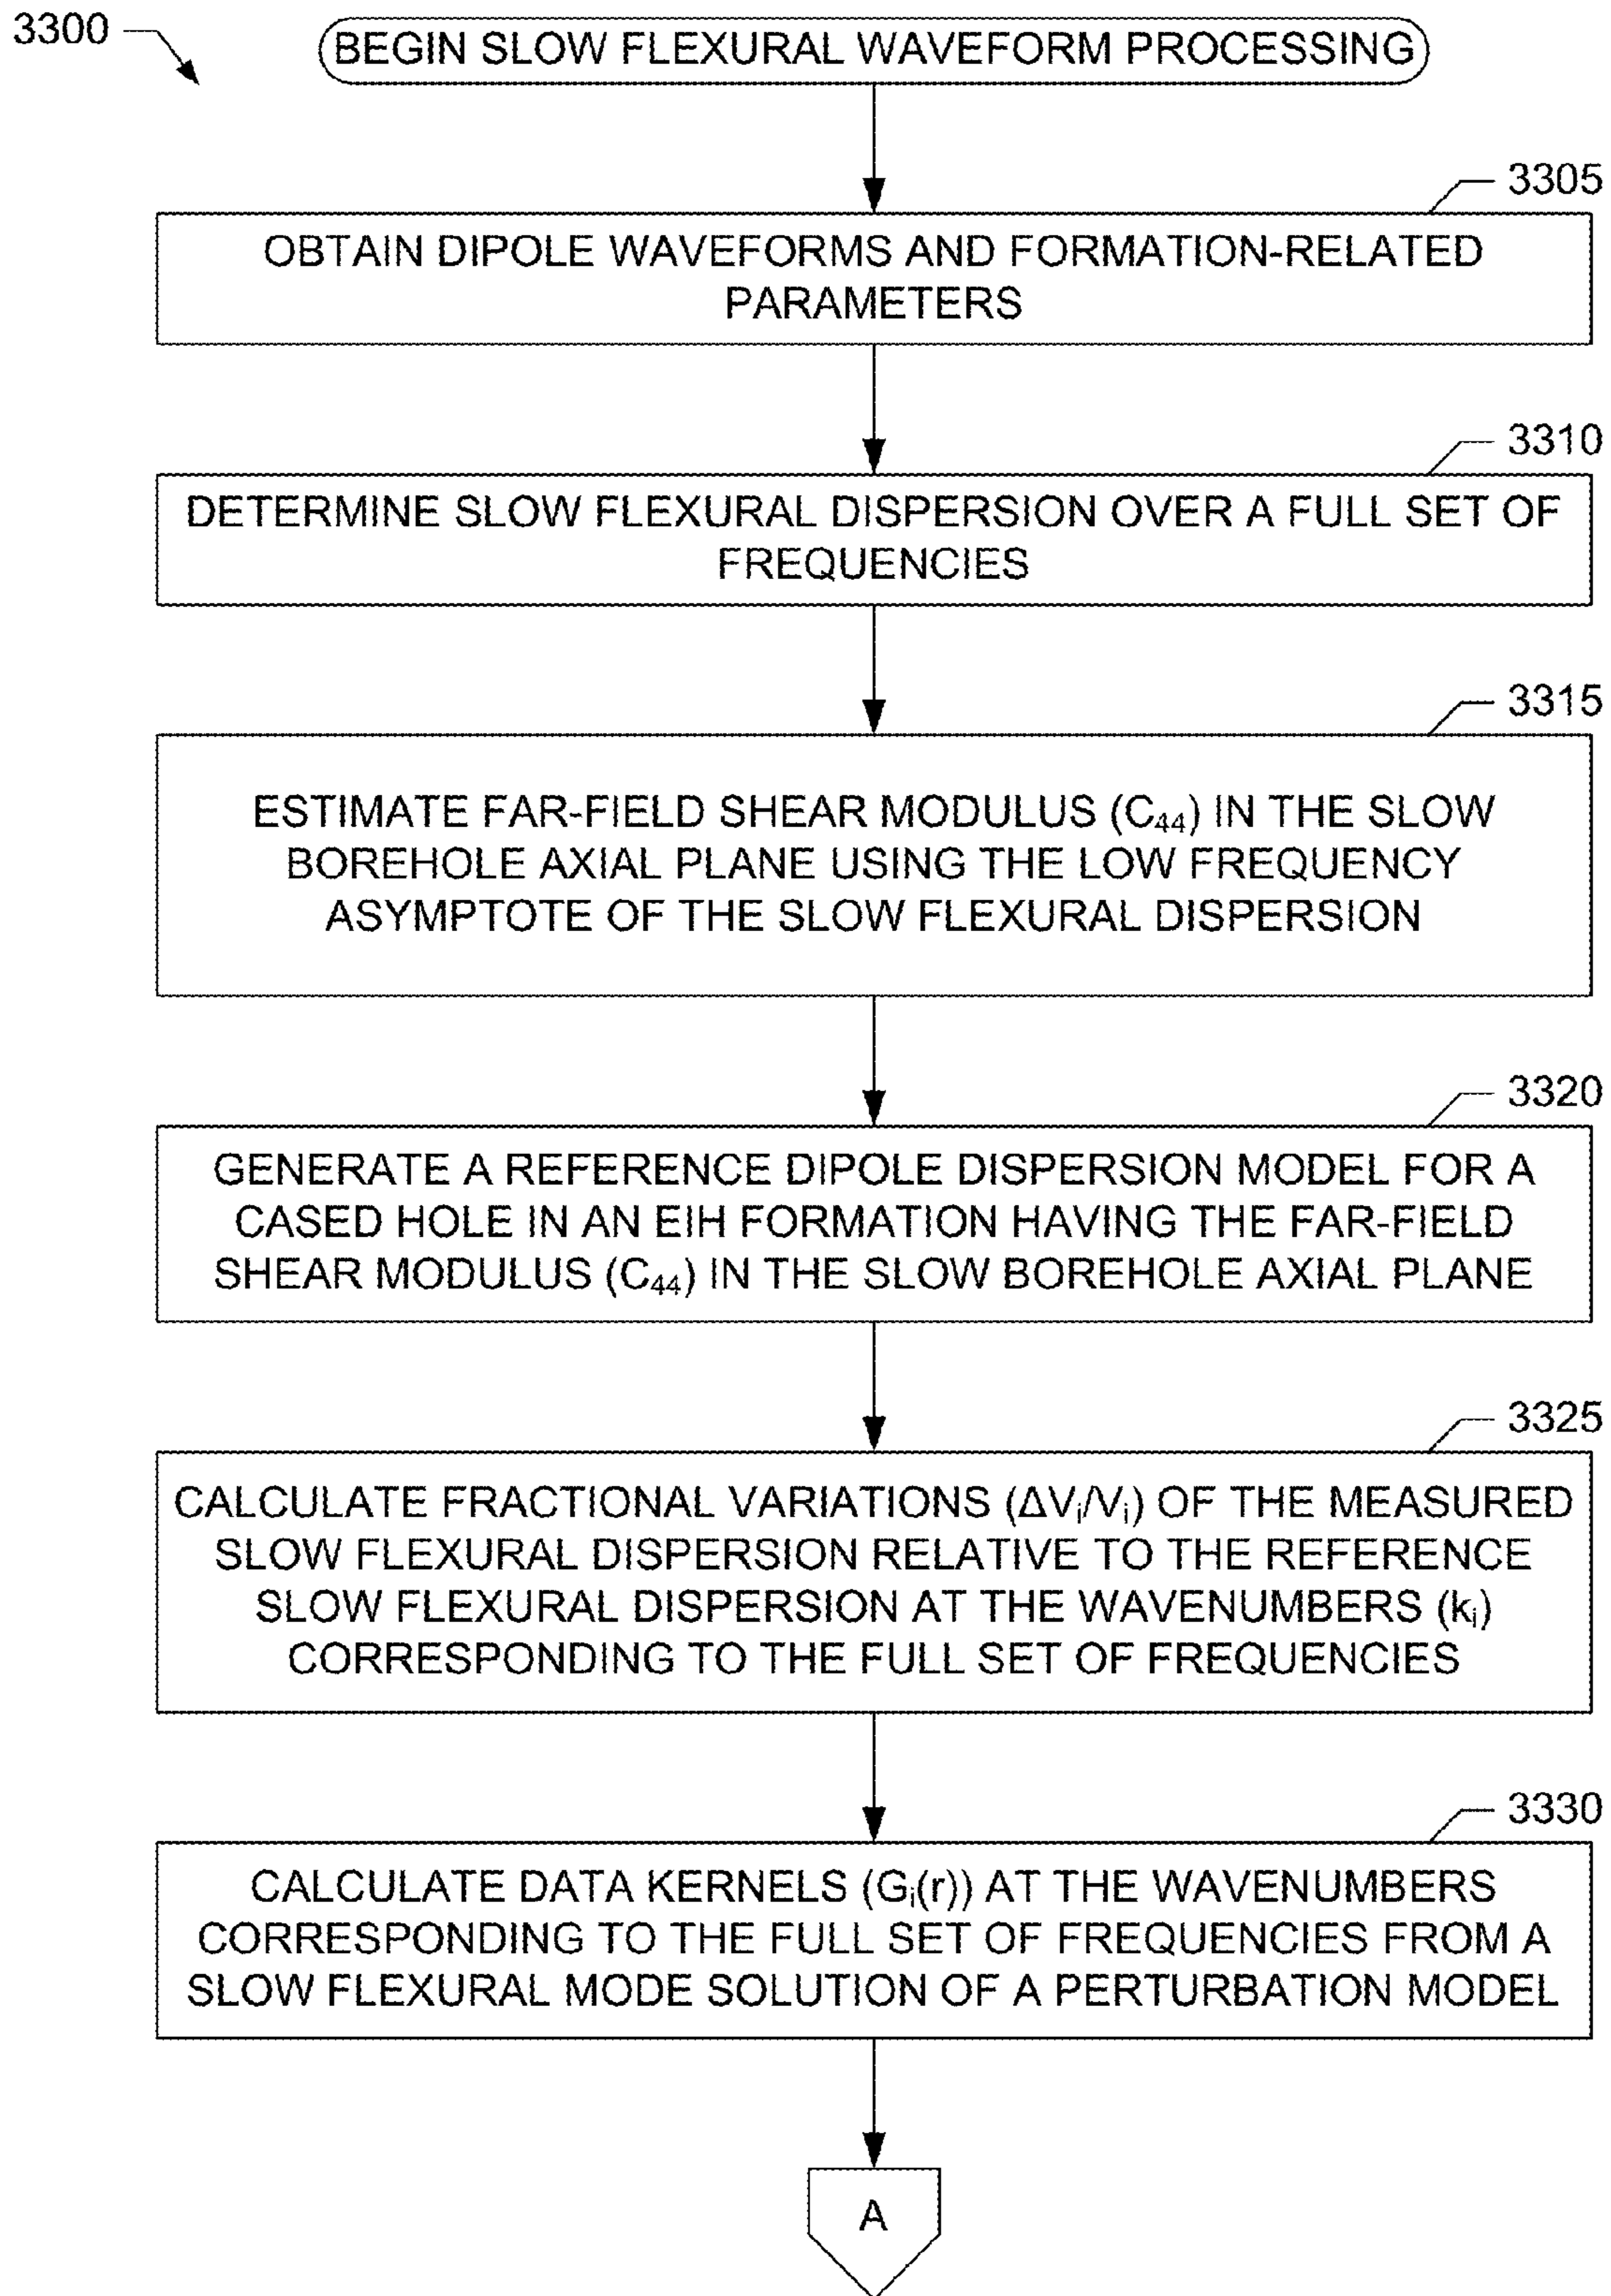 3300
BEGIN SLOW FLEXURAL WAVEFORM PROCESSING
3305
OBTAIN DIPOLE WAVEFORMS AND FORMATION-RELATED
PARAMETERS
3310
DETERMINE SLOW FLEXURAL DISPERSION OVER A FULL SET OF
FREQUENCIES
3315
ESTIMATE FAR-FIELD SHEAR MODULUS (C₄₄) IN THE SLOW
BOREHOLE AXIAL PLANE USING THE LOW FREQUENCY
ASYMPTOTE OF THE SLOW FLEXURAL DISPERSION
3320
GENERATE A REFERENCE DIPOLE DISPERSION MODEL FOR A
CASED HOLE IN AN EIH FORMATION HAVING THE FAR-FIELD
SHEAR MODULUS (C₄₄) IN THE SLOW BOREHOLE AXIAL PLANE
3325
CALCULATE FRACTIONAL VARIATIONS (ΔVᵢ/Vᵢ) OF THE MEASURED
SLOW FLEXURAL DISPERSION RELATIVE TO THE REFERENCE
SLOW FLEXURAL DISPERSION AT THE WAVENUMBERS (kᵢ)
CORRESPONDING TO THE FULL SET OF FREQUENCIES
3330
CALCULATE DATA KERNELS (Gᵢ(r)) AT THE WAVENUMBERS
CORRESPONDING TO THE FULL SET OF FREQUENCIES FROM A
SLOW FLEXURAL MODE SOLUTION OF A PERTURBATION MODEL
A